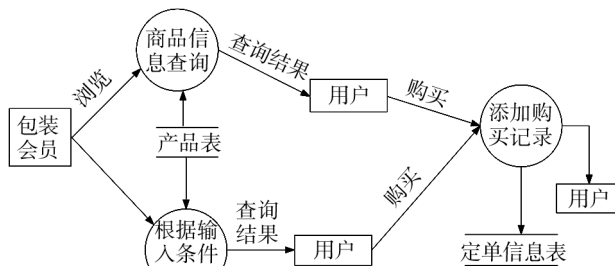 商品信
息查询
浏览
查询结果
用户
购买
包装
会员
产品表
添加购
买记录
购买
用户
根据输
入条件
查询
结果
用户
定单信息表